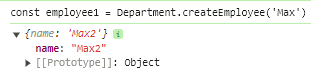 const employee1 = Department.createEmployee('Max')
▼ {name: 'Max2'} i
name: "Max2"
▶ [[Prototype]]: Object